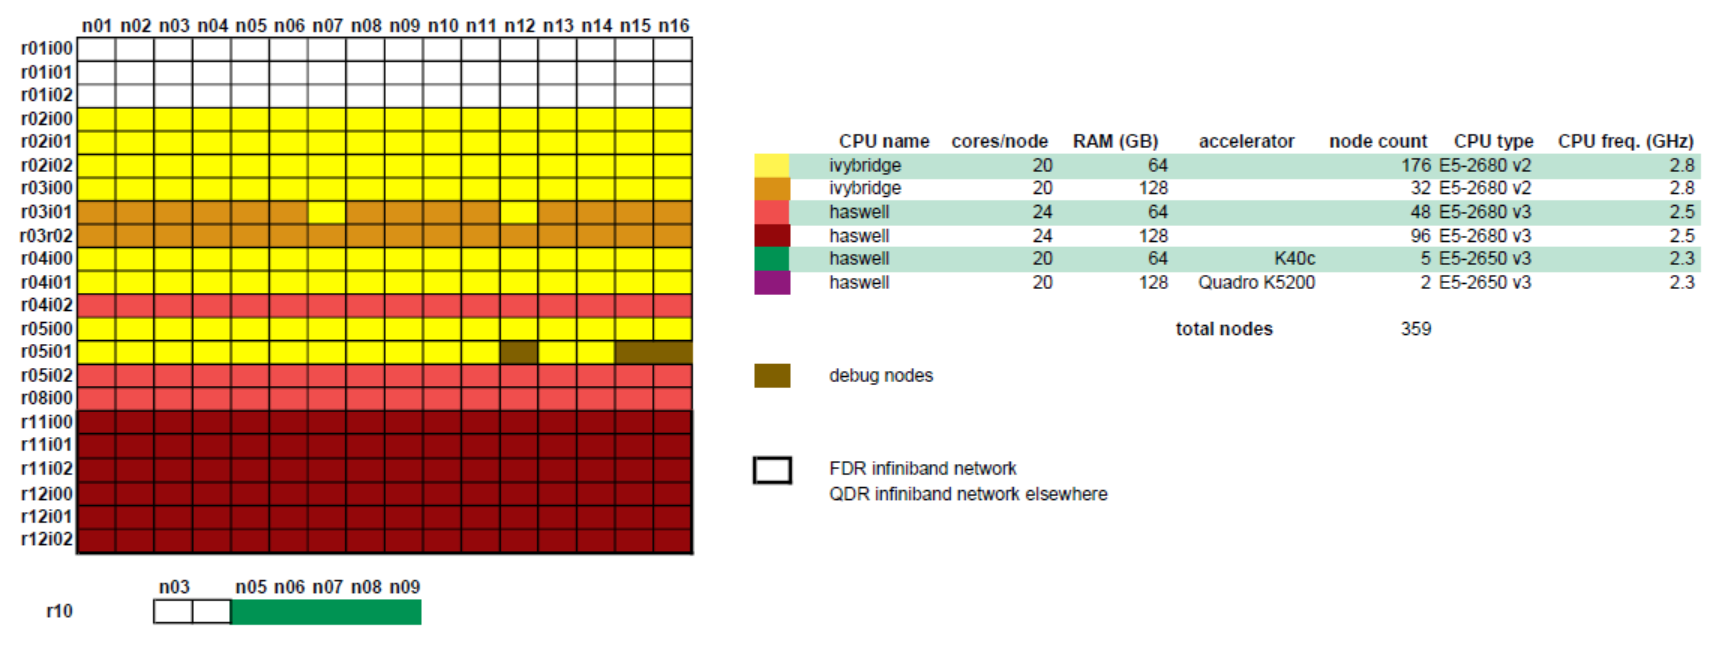 n01 n02 n03 n04 n05 n06 n07 n08 n09 n10 n11 n12 n13 n14 n15 n16
r01i00
r01i01
r01i02
r02i00
r02i01
r02i02
r03i00
r03i01
r03r02
r04i00
r04i01
r04i02
r05i00
r05i01
r05i02
r08i00
r11i00
r11i01
r11i02
r12i00
r12i01
r12i02
n03 n05 n06 n07 n08 n09
r10
CPU name cores/node RAM (GB) accelerator node count CPU type CPU freq. (GHz)
ivybridge 20 64 176 E5-2680 v2 2.8
ivybridge 20 128 32 E5-2680 v2 2.8
haswell 24 64 48 E5-2680 v3 2.5
haswell 24 128 96 E5-2680 v3 2.5
haswell 20 64 K40c 5 E5-2650 v3 2.3
haswell 20 128 Quadro K5200 2 E5-2650 v3 2.3
total nodes 359
debug nodes
FDR infiniband network
QDR infiniband network elsewhere